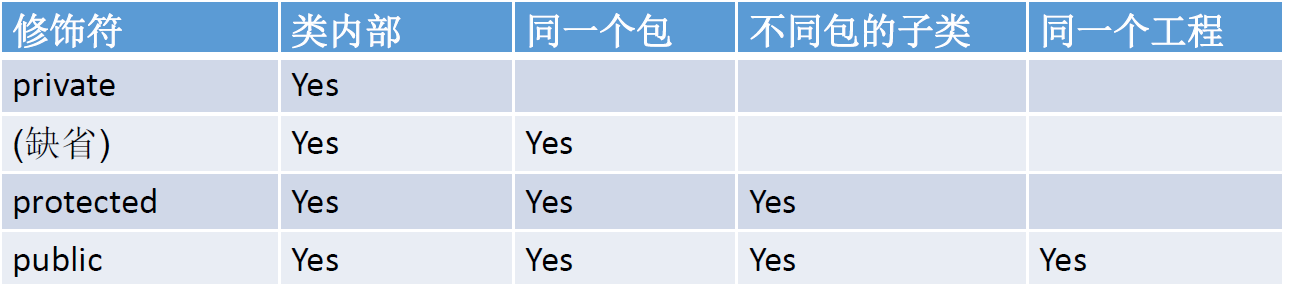 修饰符 类内部 同一个包 不同包的子类 同一个工程
private Yes
(缺省) Yes Yes
protected Yes Yes Yes
public Yes Yes Yes Yes